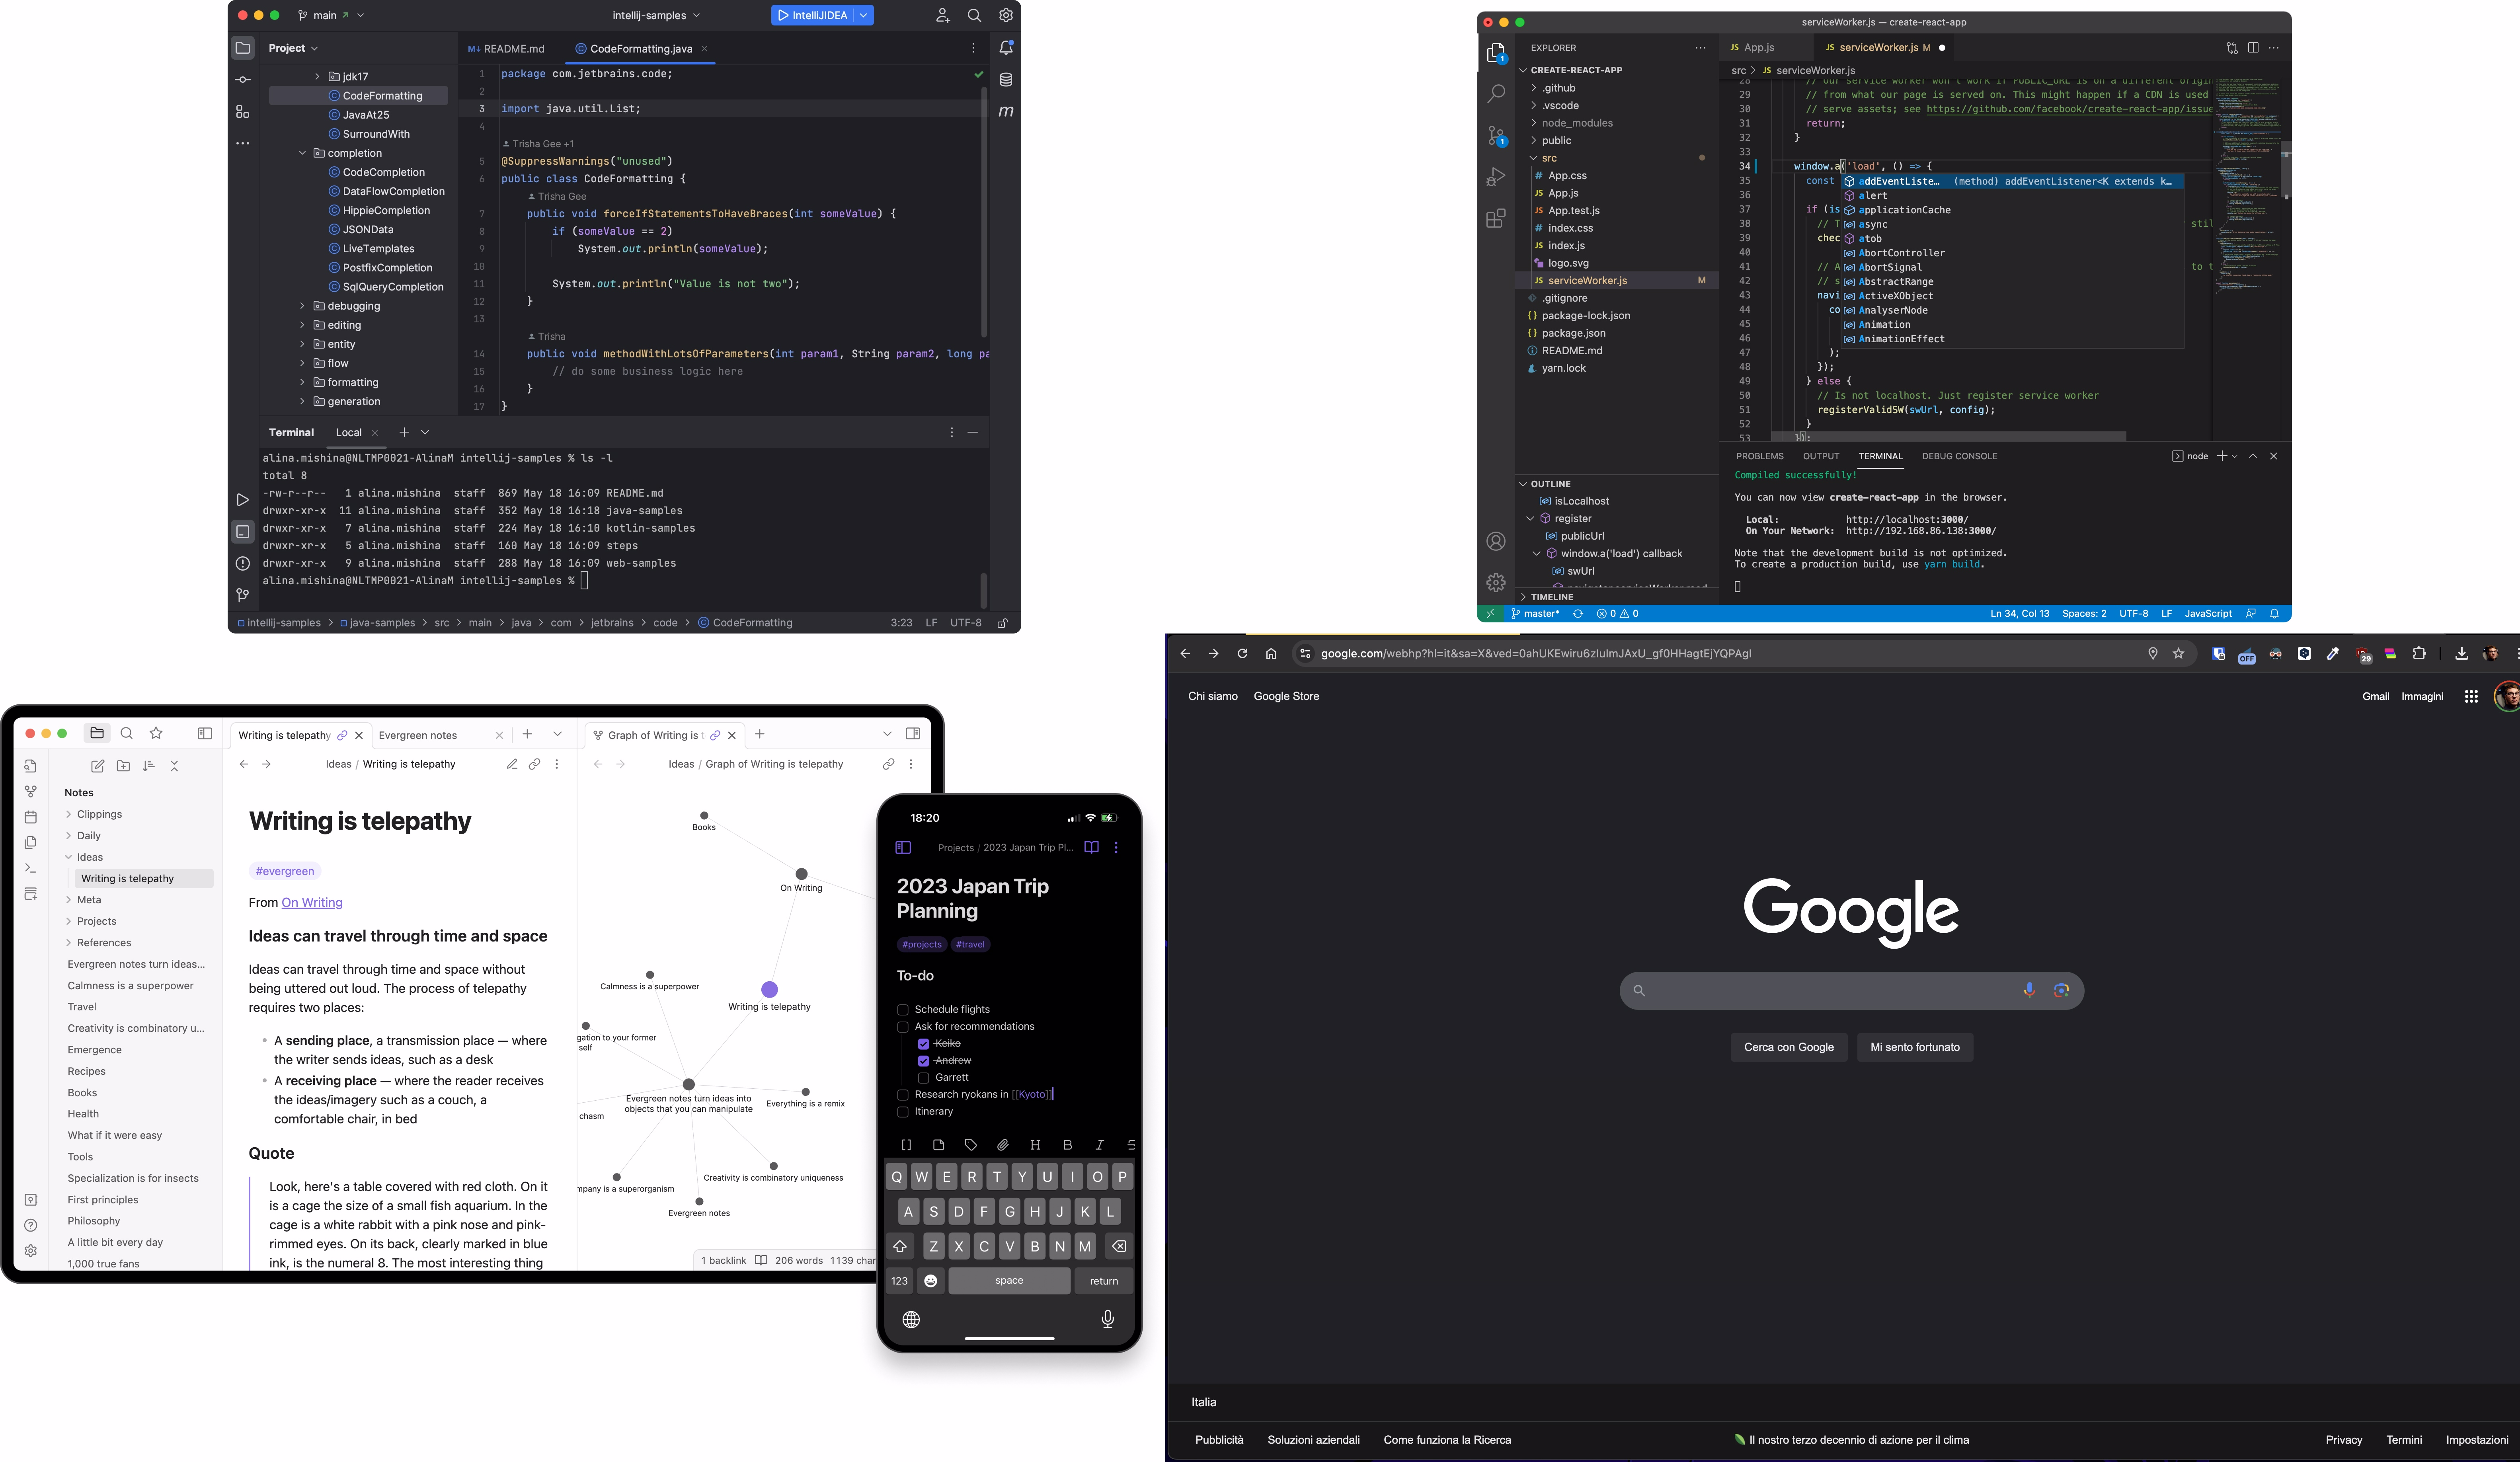 main
intellij-samples
IntelliJIDEA
Project
README.md
CodeFormatting.java
jdk17
CodeFormatting
JavaAt25
SurroundWith
completion
CodeCompletion
DataFlowCompletion
HippieCompletion
JSONData
LiveTemplates
PostfixCompletion
SqlQueryCompletion
debugging
editing
entity
flow
formatting
generation
1 package com.jetbrains.code;
2
3 import java.util.List;
4
Trisha Gee +1
5 @SuppressWarnings("unused")
6 public class CodeFormatting {
Trisha Gee
7 public void forceIfStatementsToHaveBraces(int someValue) {
8 if (someValue == 2)
9 System.out.println(someValue);
10
11 System.out.println("Value is not two");
12 }
13
Trisha
14 public void methodWithLotsOfParameters(int param1, String param2, long pa
15 // do some business logic here
16 }
17 }
Terminal Local
alina.mishina@NLTMP0021-AlinaM intellij-samples % ls -l
total 8
-rw-r--r-- 1 alina.mishina staff 869 May 18 16:09 README.md
drwxr-xr-x 11 alina.mishina staff 352 May 18 16:18 java-samples
drwxr-xr-x 7 alina.mishina staff 224 May 18 16:10 kotlin-samples
drwxr-xr-x 5 alina.mishina staff 160 May 18 16:09 steps
drwxr-xr-x 9 alina.mishina staff 288 May 18 16:09 web-samples
alina.mishina@NLTMP0021-AlinaM intellij-samples %
intellij-samples > java-samples > src > main > java > com > jetbrains > code > CodeFormatting 3:23 LF UTF-8
serviceWorker.js — create-react-app
EXPLORER
App.js
serviceWorker.js M
CREATE-REACT-APP
src > JS serviceWorker.js
.github
.vscode
node_modules
public
src
App.css
App.js
App.test.js
index.css
index.js
logo.svg
serviceWorker.js M
.gitignore
package-lock.json
package.json
README.md
yarn.lock
28 // Our service worker won't work if PUBLIC_URL is on a different origin
29 // from what our page is served on. This might happen if a CDN is used
30 // serve assets; see https://github.com/facebook/create-react-app/issue
31 return;
32 }
33
34 window.a('load', () => {
35 const
36
37 if (is
38 // T stil
39 chec
40
41 // A to t
42 // s
43 navi
44 co
45
46
47 );
48 });
49 } else {
50 // Is not localhost. Just register service worker
51 registerValidSW(swUrl, config);
52 }
53 });
addEventListe… (method) addEventListener<K extends k…
alert
applicationCache
async
atob
AbortController
AbortSignal
AbstractRange
ActiveXObject
AnalyserNode
Animation
AnimationEffect
OUTLINE
isLocalhost
register
publicUrl
window.a('load') callback
swUrl
TIMELINE
PROBLEMS OUTPUT TERMINAL DEBUG CONSOLE node
Compiled successfully!
You can now view create-react-app in the browser.
Local: http://localhost:3000/
On Your Network: http://192.168.86.138:3000/
Note that the development build is not optimized.
To create a production build, use yarn build.
master* 0 0 Ln 34, Col 13 Spaces: 2 UTF-8 LF JavaScript
Writing is telepathy
Evergreen notes
Graph of Writing is t
Ideas / Writing is telepathy
Ideas / Graph of Writing is telepathy
Notes
Clippings
Daily
Ideas
Writing is telepathy
Meta
Projects
References
Evergreen notes turn ideas...
Calmness is a superpower
Travel
Creativity is combinatory u...
Emergence
Recipes
Books
Health
What if it were easy
Tools
Specialization is for insects
First principles
Philosophy
A little bit every day
1,000 true fans
Writing is telepathy
#evergreen
From On Writing
Ideas can travel through time and space
Ideas can travel through time and space without
being uttered out loud. The process of telepathy
requires two places:
A sending place, a transmission place — where
the writer sends ideas, such as a desk
A receiving place — where the reader receives
the ideas/imagery such as a couch, a
comfortable chair, in bed
Quote
Look, here's a table covered with red cloth. On it
is a cage the size of a small fish aquarium. In the
cage is a white rabbit with a pink nose and pink-
rimmed eyes. On its back, clearly marked in blue
ink, is the numeral 8. The most interesting thing
Books
On Writing
Calmness is a superpower
Writing is telepathy
gation to your former
self
Evergreen notes turn ideas into
objects that you can manipulate
Everything is a remix
chasm
Creativity is combinatory uniqueness
mpany is a superorganism
Evergreen notes
1 backlink 206 words 1139 char
18:20
Projects / 2023 Japan Trip Pl...
2023 Japan Trip
Planning
#projects #travel
To-do
Schedule flights
Ask for recommendations
Keiko
Andrew
Garrett
Research ryokans in [[Kyoto]]
Itinerary
Q W E R T Y U I O P
A S D F G H J K L
Z X C V B N M
123 space return
google.com/webhp?hl=it&sa=X&ved=0ahUKEwiru6zIulmJAxU_gf0HHagtEjYQPAgI
OFF
29
Chi siamo Google Store
Gmail Immagini
Google
Cerca con Google Mi sento fortunato
Italia
Pubblicità Soluzioni aziendali Come funziona la Ricerca
Il nostro terzo decennio di azione per il clima
Privacy Termini Impostazioni